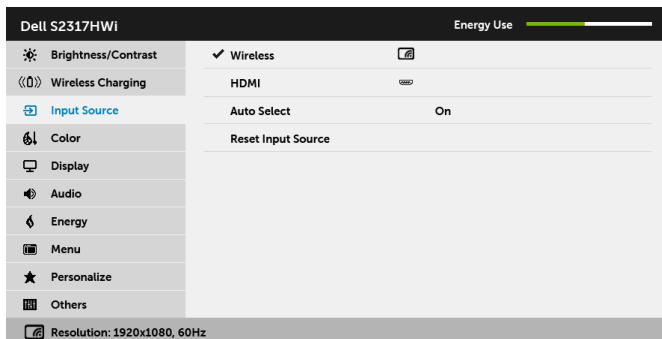 Dell S2317HWi Energy Use
Brightness/Contrast Wireless
Wireless Charging HDMI
Input Source Auto Select On
Color Reset Input Source
Display
Audio
Energy
Menu
Personalize
Others
Resolution: 1920x1080, 60Hz